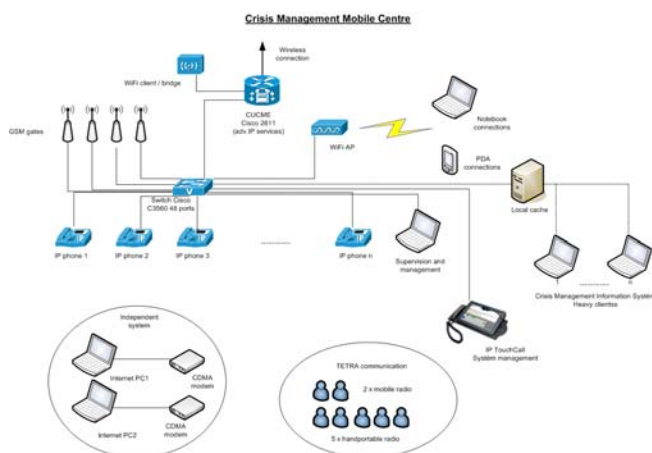 Crisis Management Mobile Centre
Wireless
connection
WiFi client / bridge
CUCME
Cisco 2811
(adv.IP services)
GSM gates
WiFi-AP
Notebook
connections
PDA
connections
Switch Cisco
C3560 48 ports
Local cache
IP phone 1
IP phone 2
IP phone 3
IP phone n
Supervision and
management
1
n
Crisis Management Information System
Heavy clientss
IP TouchCall
System management
Independent
system
Internet PC1
CDMA
modem
Internet PC2
CDMA
modem
TETRA communication
2 x mobile radio
5 x handportable radio